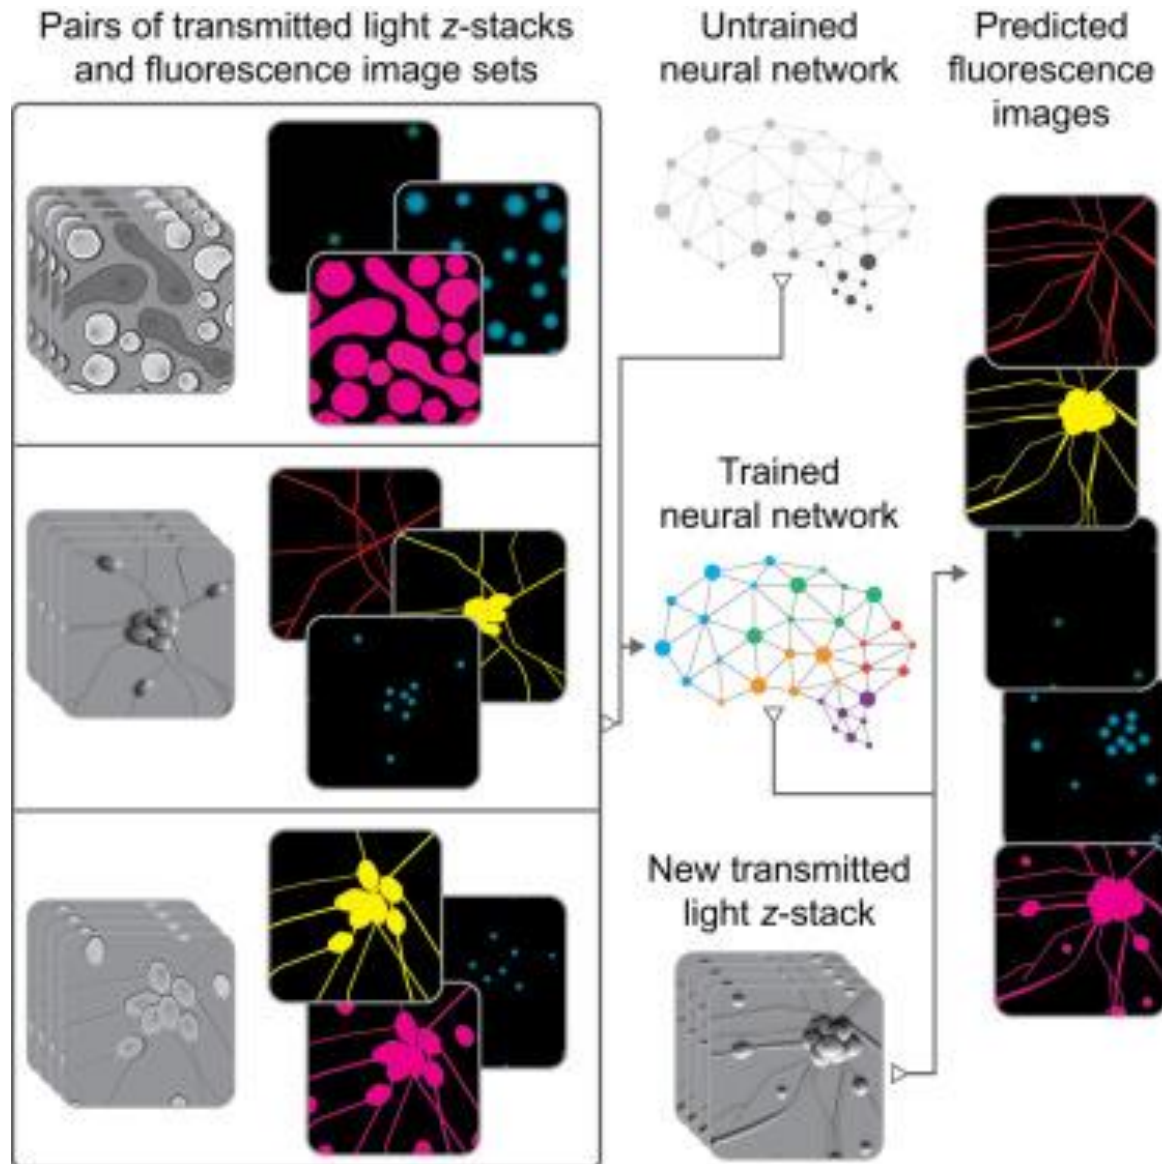 Pairs of transmitted light z-stacks
and fluorescence image sets
Untrained
neural network
Predicted
fluorescence
images
Trained
neural network
New transmitted
light z-stack